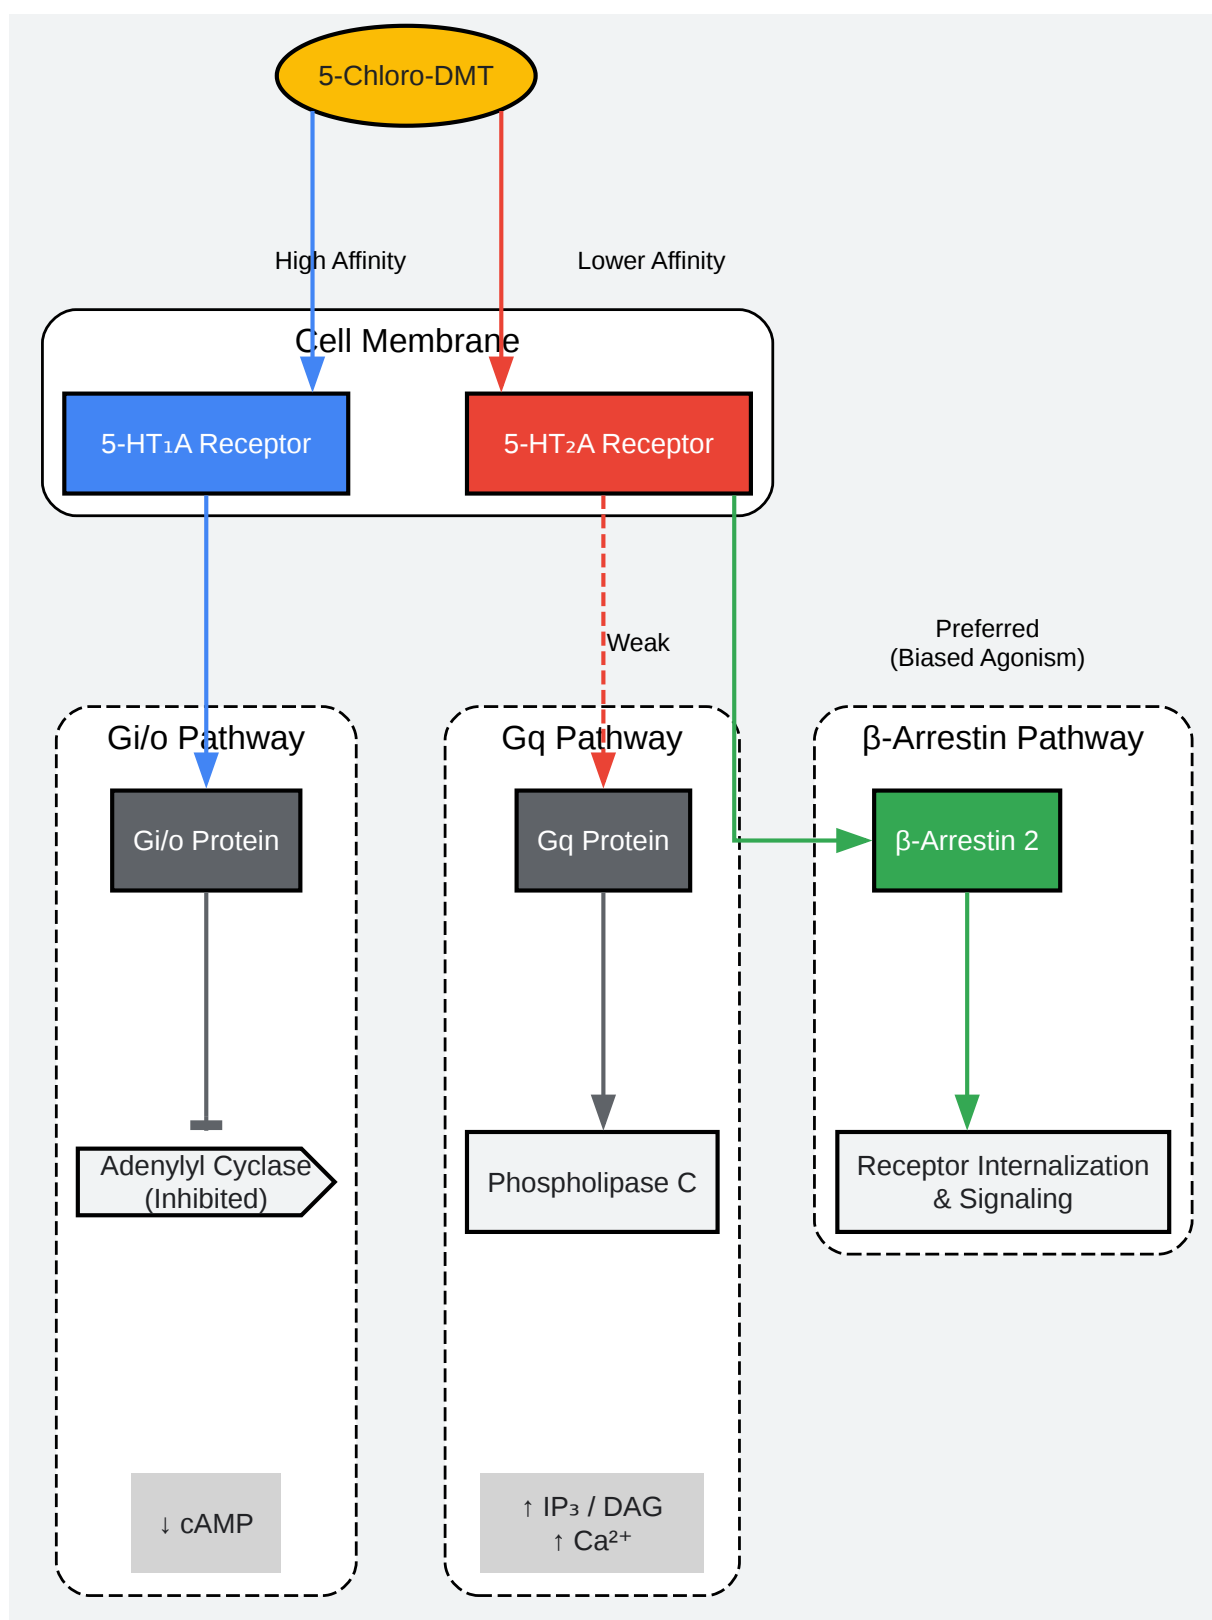 5-Chloro-DMT
High Affinity
Lower Affinity
Cell Membrane
5-HT₁A Receptor
5-HT₂A Receptor
Weak
Preferred
(Biased Agonism)
Gi/o Pathway
Gq Pathway
β-Arrestin Pathway
Gi/o Protein
Gq Protein
β-Arrestin 2
Adenylyl Cyclase
(Inhibited)
Phospholipase C
Receptor Internalization
& Signaling
↓ cAMP
↑ IP₃ / DAG
↑ Ca²⁺